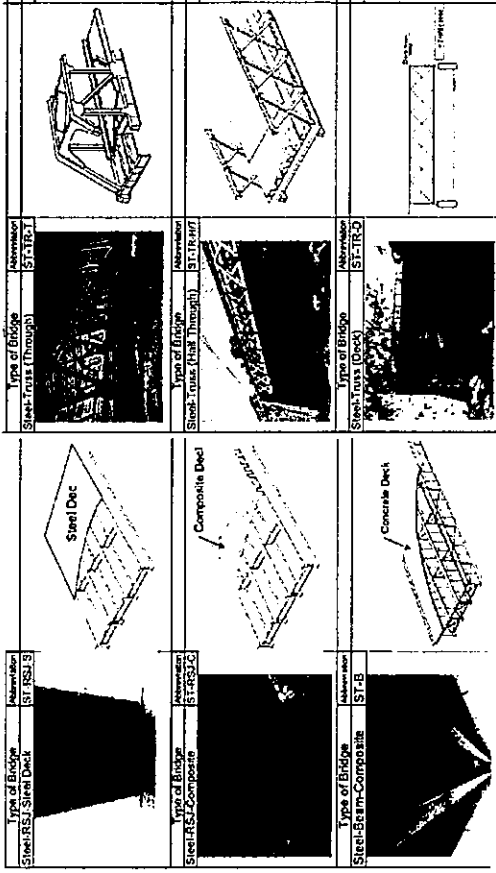 Type of Bridge
Abbreviation
Steel-RSJ-Steel Deck
ST-RSJ-S
Steel Dec
Type of Bridge
Abbreviation
Steel-Truss (Through)
ST-TR-T
Type of Bridge
Abbreviation
Steel-RSJ-Composite
ST-RSJ-C
Composite Decl
Type of Bridge
Abbreviation
Steel-Truss (Half Through)
ST-TR-H/T
Type of Bridge
Abbreviation
Steel-Beam-Composite
ST-B
Concrete Deck
Type of Bridge
Abbreviation
Steel-Truss (Deck)
ST-TR-D